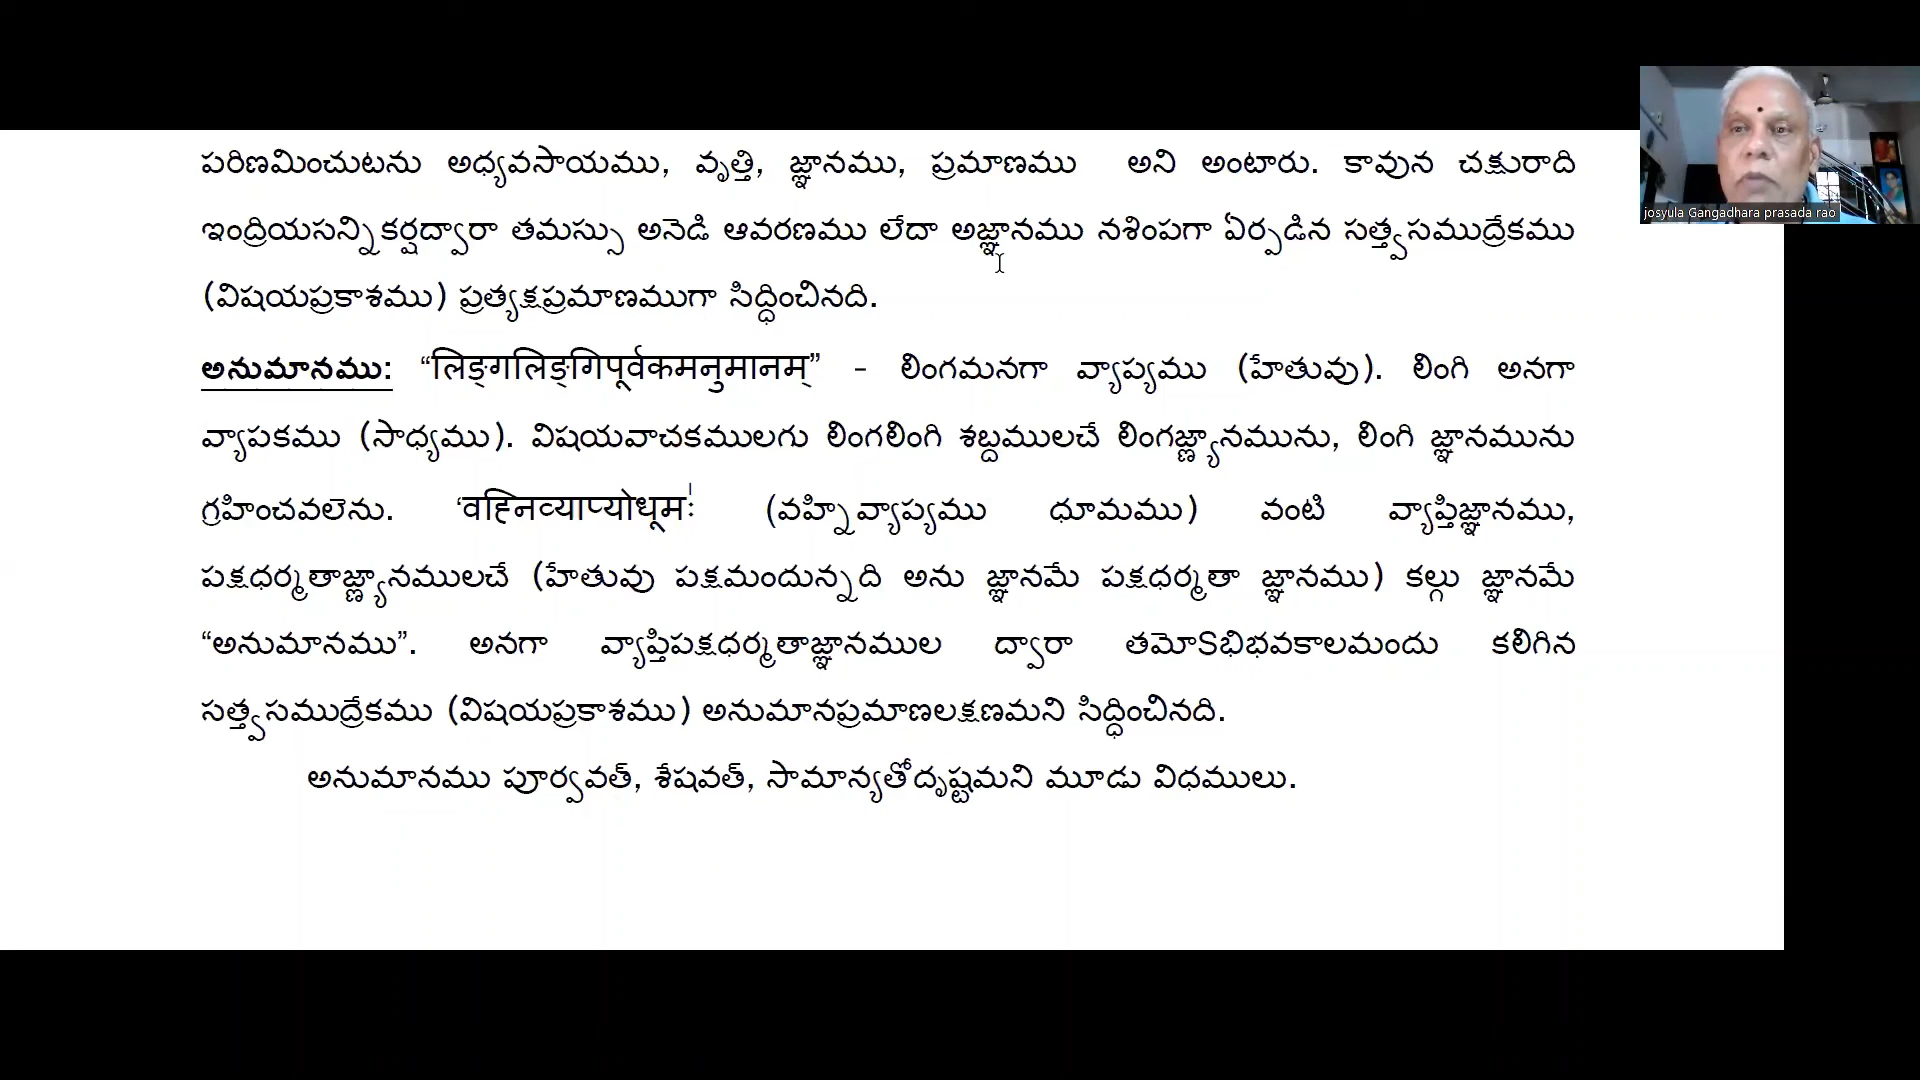 josyula Gangadhara prasada rao
పరిణమించుటను అధ్యవసాయము, వృత్తి, జ్ఞానము, ప్రమాణము అని అంటారు. కావున చక్షురాది
ఇంద్రియసన్నికర్షద్వారా తమస్సు అనెడి ఆవరణము లేదా అజ్ఞానము నశింపగా ఏర్పడిన సత్త్వసముద్రేకము
(విషయప్రకాశము) ప్రత్యక్షప్రమాణముగా సిద్ధించినది.
అనుమానము: “लिङ्गलिङ्गिपूर्वकमनुमानम्” – లింగమనగా వ్యాప్యము (హేతువు). లింగి అనగా
వ్యాపకము (సాధ్యము). విషయవాచకములగు లింగలింగి శబ్దములచే లింగజ్ఞ్యానమును, లింగి జ్ఞానమును
గ్రహించవలెను. ‘वह्निव्याप्योधूमः’ (వహ్నివ్యాప్యము ధూమము) వంటి వ్యాప్తిజ్ఞానము,
పక్షధర్మతాజ్ఞ్యానములచే (హేతువు పక్షమందున్నది అను జ్ఞానమే పక్షధర్మతా జ్ఞానము) కల్గు జ్ఞానమే
“అనుమానము”. అనగా వ్యాప్తిపక్షధర్మతాజ్ఞానముల ద్వారా తమోSభిభవకాలమందు కలిగిన
సత్త్వసముద్రేకము (విషయప్రకాశము) అనుమానప్రమాణలక్షణమని సిద్ధించినది.
అనుమానము పూర్వవత్, శేషవత్, సామాన్యతోదృష్టమని మూడు విధములు.